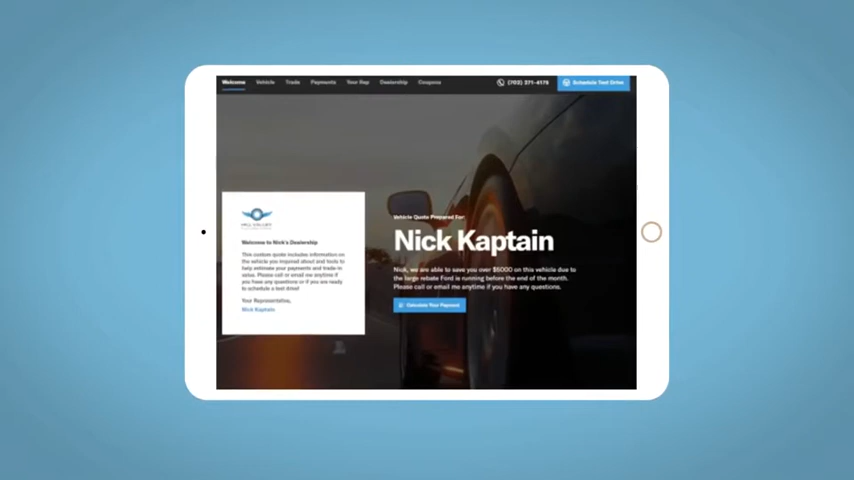 Welcome Vehicle Trade Payments Your Rep Dealership Coupons (702) 271-4175 Schedule Test Drive
Welcome to Nick's Dealership
This custom quote includes information on
the vehicle you inquired about and tools to
help estimate your payments and trade-in
value. Please call or email me anytime if
you have any questions or if you are ready
to schedule a test drive!
Your Representative,
Nick Kaptain
Vehicle Quote Prepared For:
Nick Kaptain
Nick, we are able to save you over $6000 on this vehicle due to
the large rebate Ford is running before the end of the month.
Please call or email me anytime if you have any questions.
Calculate Your Payment